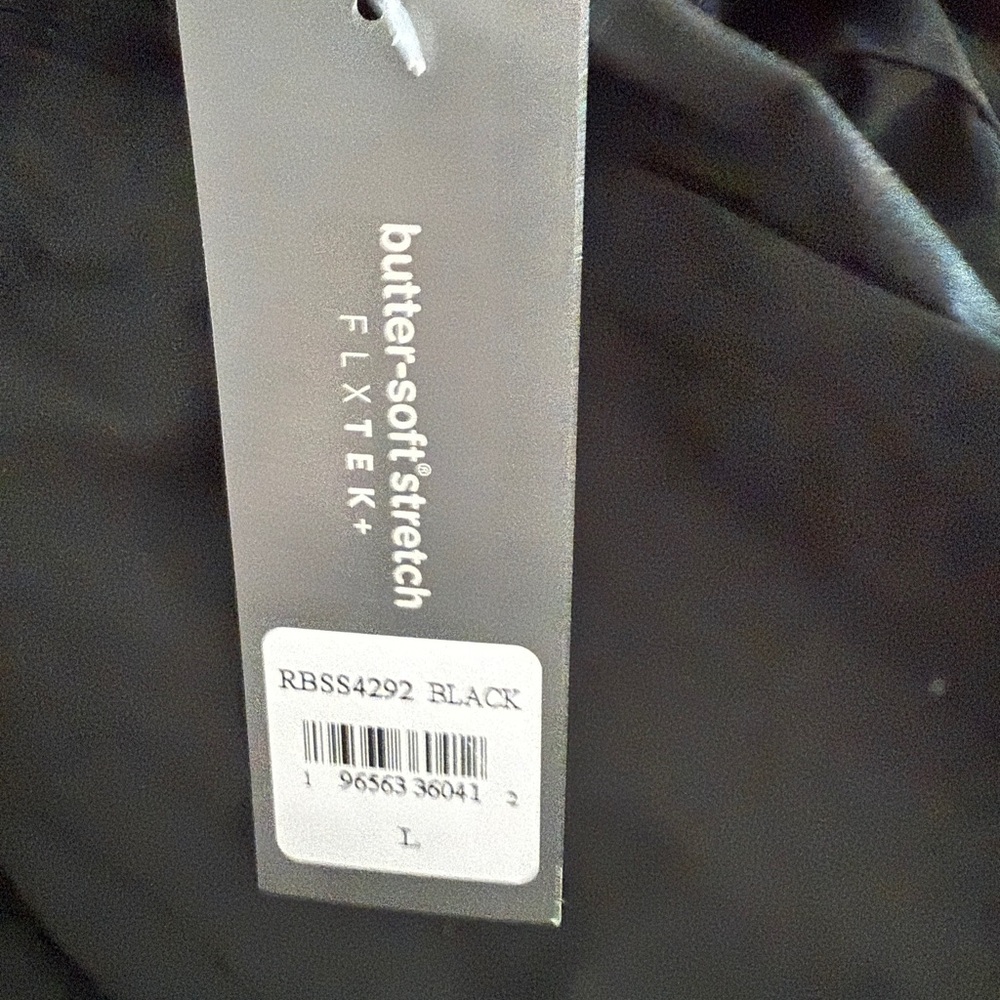 butter-soft® stretch
FLXTEK+
RBSS4292 BLACK
1 96563 36041 2
L